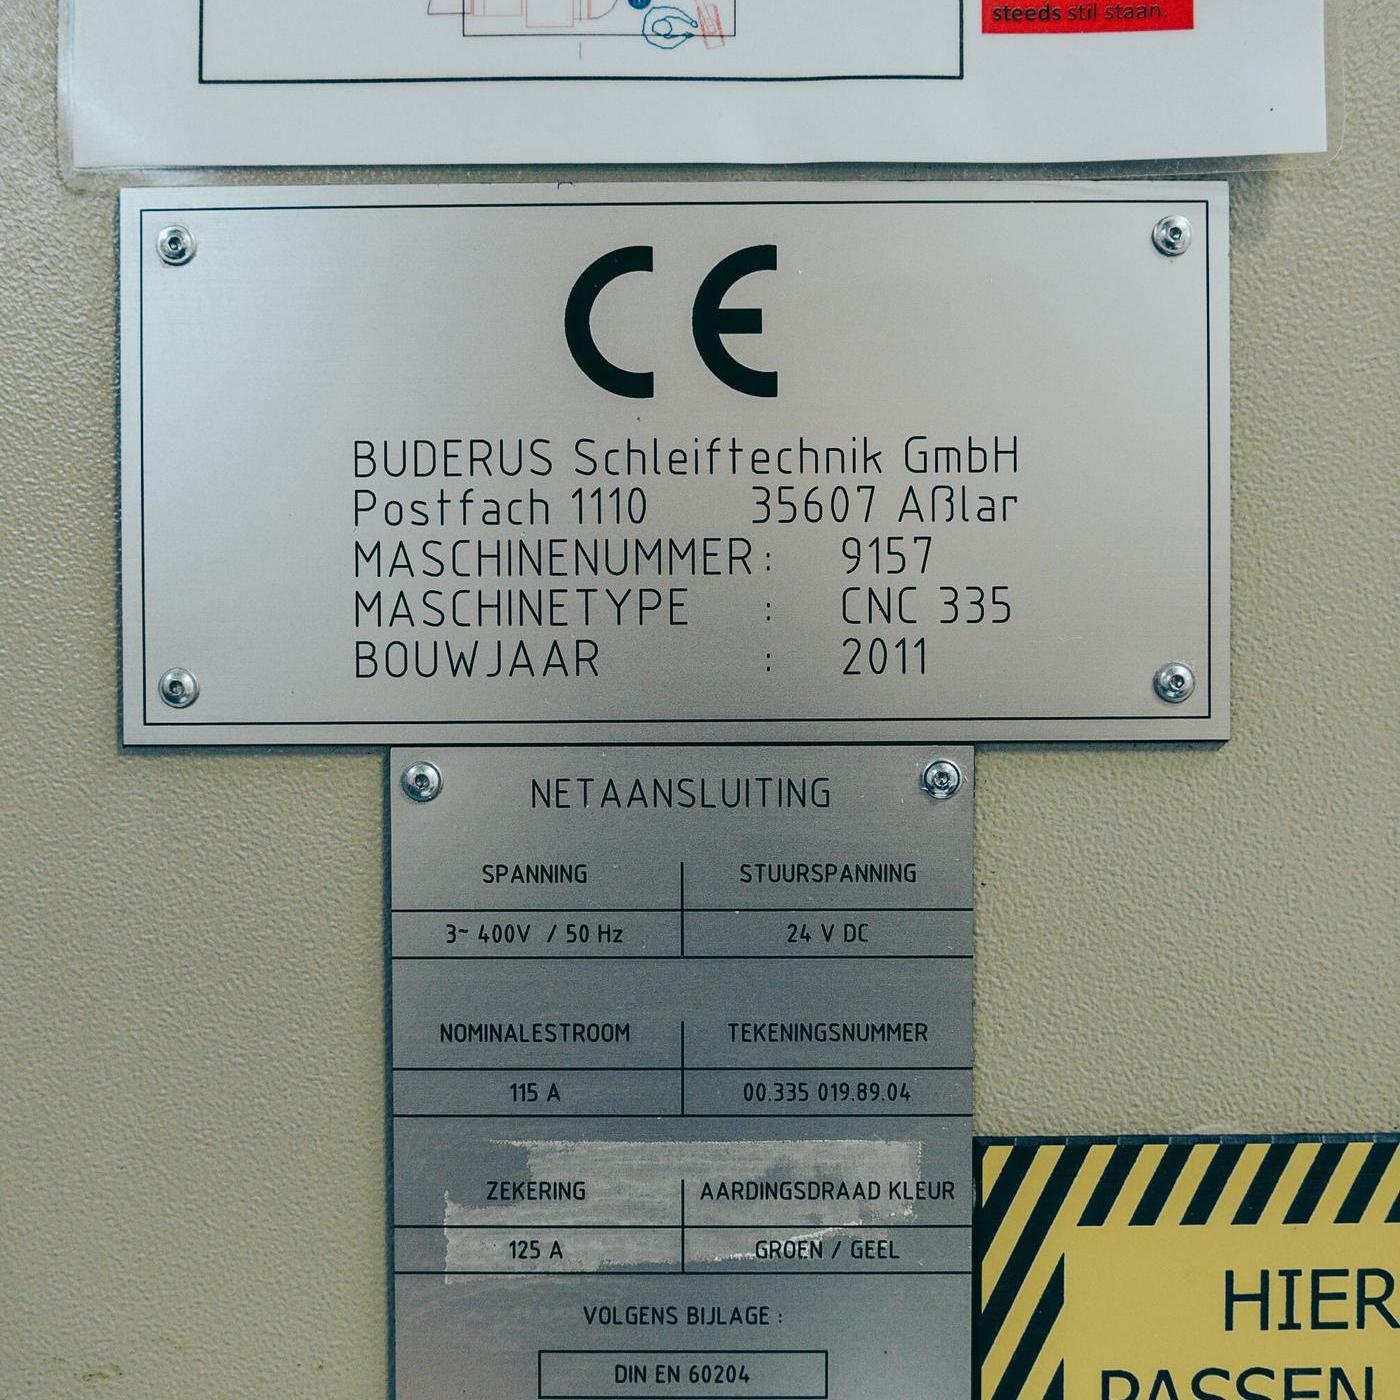 steeds stil staan.
CE
BUDERUS Schleiftechnik GmbH
Postfach 1110 35607 Aßlar
MASCHINENUMMER: 9157
MASCHINETYPE : CNC 335
BOUWJAAR : 2011
NETAANSLUITING
SPANNING STUURSPANNING
3~ 400V / 50 Hz 24 V DC
NOMINALESTROOM TEKENINGSNUMMER
115 A 00.335 019.89.04
ZEKERING AARDINGSDRAAD KLEUR
125 A GROEN / GEEL
VOLGENS BIJLAGE :
DIN EN 60204
HIER
PASSEN